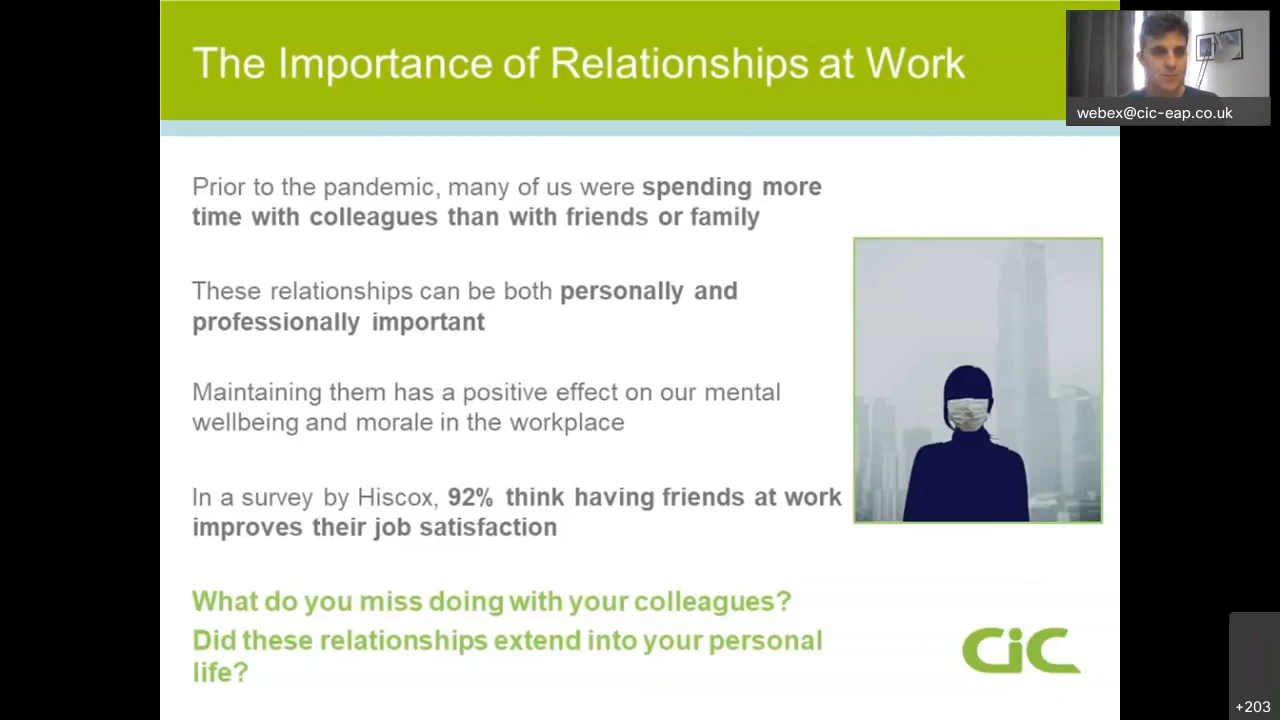 The Importance of Relationships at Work
webex@cic-eap.co.uk
Prior to the pandemic, many of us were spending more
time with colleagues than with friends or family
These relationships can be both personally and
professionally important
Maintaining them has a positive effect on our mental
wellbeing and morale in the workplace
In a survey by Hiscox, 92% think having friends at work
improves their job satisfaction
What do you miss doing with your colleagues?
Did these relationships extend into your personal
life?
CiC
+203